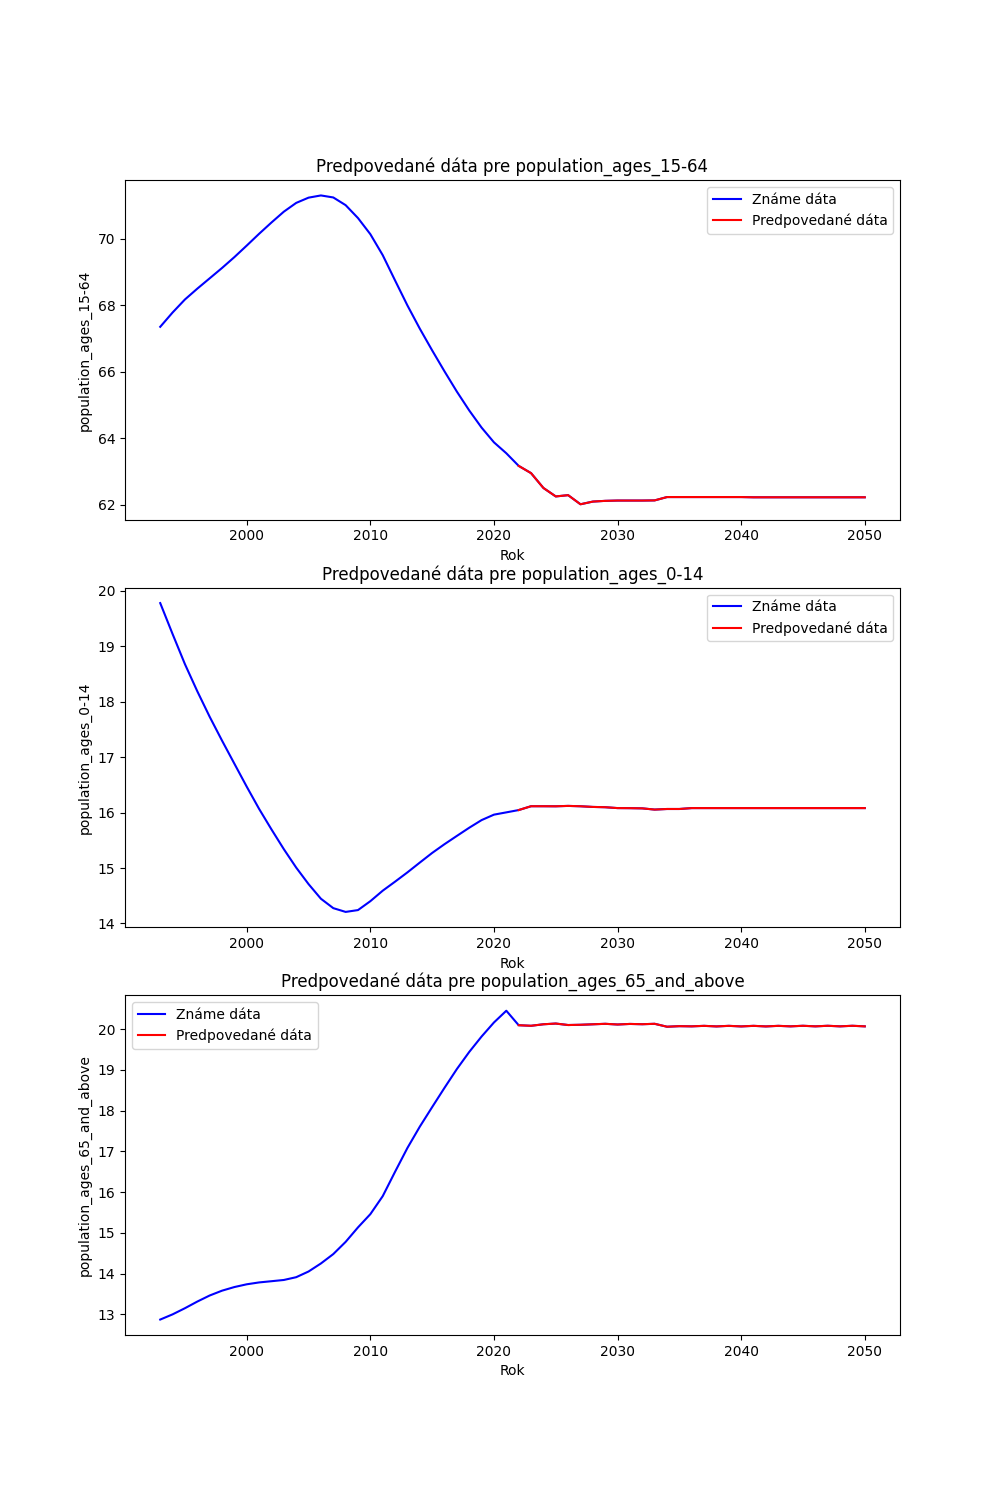 Predpovedané dáta pre population_ages_15-64
Známe dáta
Predpovedané dáta
population_ages_15-64
70
68
66
64
62
2000 2010 2020 2030 2040 2050
Rok
Predpovedané dáta pre population_ages_0-14
Známe dáta
Predpovedané dáta
population_ages_0-14
20
19
18
17
16
15
14
2000 2010 2020 2030 2040 2050
Rok
Predpovedané dáta pre population_ages_65_and_above
Známe dáta
Predpovedané dáta
population_ages_65_and_above
20
19
18
17
16
15
14
13
2000 2010 2020 2030 2040 2050
Rok